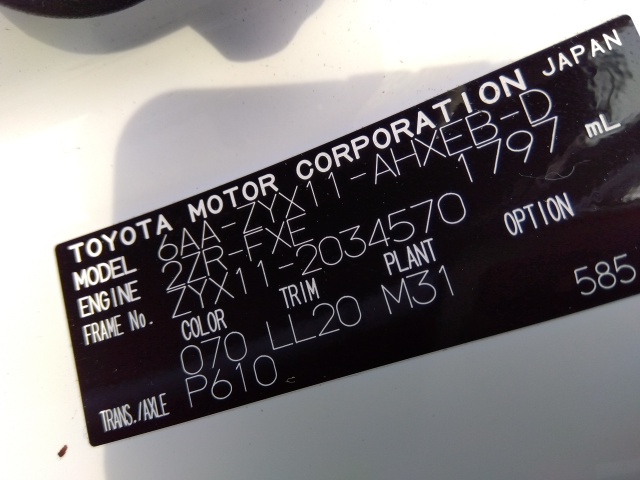 TOYOTA MOTOR CORPORATION JAPAN
MODEL 6AA-ZYX11-AHXEB-D
ENGINE 2ZR-FXE 1797 mL
FRAME No. ZYX11-2034570
COLOR TRIM PLANT OPTION
070 LL20 M31 585
TRANS./AXLE P610